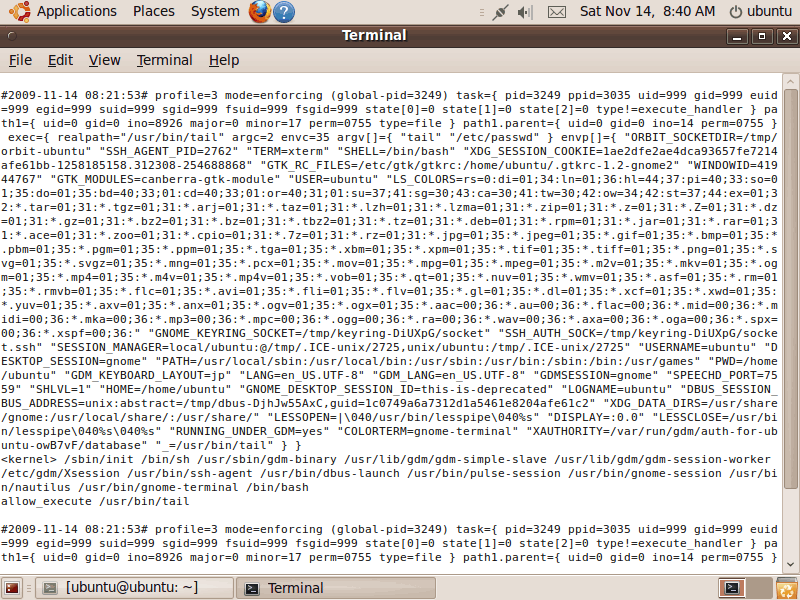 Applications Places System Sat Nov 14, 8:40 AM ubuntu
Terminal
File Edit View Terminal Help
#2009-11-14 08:21:53# profile=3 mode=enforcing (global-pid=3249) task={ pid=3249 ppid=3035 uid=999 gid=999 euid
=999 egid=999 suid=999 sgid=999 fsuid=999 fsgid=999 state[0]=0 state[1]=0 state[2]=0 type!=execute_handler } pa
th1={ uid=0 gid=0 ino=8926 major=0 minor=17 perm=0755 type=file } path1.parent={ uid=0 gid=0 ino=14 perm=0755 }
 exec={ realpath="/usr/bin/tail" argc=2 envc=35 argv[]={ "tail" "/etc/passwd" } envp[]={ "ORBIT_SOCKETDIR=/tmp/
orbit-ubuntu" "SSH_AGENT_PID=2762" "TERM=xterm" "SHELL=/bin/bash" "XDG_SESSION_COOKIE=1ae2dfe2ae4dca93657fe7214
afe61bb-1258185158.312308-254688868" "GTK_RC_FILES=/etc/gtk/gtkrc:/home/ubuntu/.gtkrc-1.2-gnome2" "WINDOWID=419
44767" "GTK_MODULES=canberra-gtk-module" "USER=ubuntu" "LS_COLORS=rs=0:di=01;34:ln=01;36:hl=44;37:pi=40;33:so=0
1;35:do=01;35:bd=40;33;01:cd=40;33;01:or=40;31;01:su=37;41:sg=30;43:ca=30;41:tw=30;42:ow=34;42:st=37;44:ex=01;3
2:*.tar=01;31:*.tgz=01;31:*.arj=01;31:*.taz=01;31:*.lzh=01;31:*.lzma=01;31:*.zip=01;31:*.z=01;31:*.Z=01;31:*.dz
=01;31:*.gz=01;31:*.bz2=01;31:*.bz=01;31:*.tbz2=01;31:*.tz=01;31:*.deb=01;31:*.rpm=01;31:*.jar=01;31:*.rar=01;3
1:*.ace=01;31:*.zoo=01;31:*.cpio=01;31:*.7z=01;31:*.rz=01;31:*.jpg=01;35:*.jpeg=01;35:*.gif=01;35:*.bmp=01;35:*
.pbm=01;35:*.pgm=01;35:*.ppm=01;35:*.tga=01;35:*.xbm=01;35:*.xpm=01;35:*.tif=01;35:*.tiff=01;35:*.png=01;35:*.s
vg=01;35:*.svgz=01;35:*.mng=01;35:*.pcx=01;35:*.mov=01;35:*.mpg=01;35:*.mpeg=01;35:*.m2v=01;35:*.mkv=01;35:*.og
m=01;35:*.mp4=01;35:*.m4v=01;35:*.mp4v=01;35:*.vob=01;35:*.qt=01;35:*.nuv=01;35:*.wmv=01;35:*.asf=01;35:*.rm=01
;35:*.rmvb=01;35:*.flc=01;35:*.avi=01;35:*.fli=01;35:*.flv=01;35:*.gl=01;35:*.dl=01;35:*.xcf=01;35:*.xwd=01;35:
*.yuv=01;35:*.axv=01;35:*.anx=01;35:*.ogv=01;35:*.ogx=01;35:*.aac=00;36:*.au=00;36:*.flac=00;36:*.mid=00;36:*.m
idi=00;36:*.mka=00;36:*.mp3=00;36:*.mpc=00;36:*.ogg=00;36:*.ra=00;36:*.wav=00;36:*.axa=00;36:*.oga=00;36:*.spx=
00;36:*.xspf=00;36:" "GNOME_KEYRING_SOCKET=/tmp/keyring-DiUXpG/socket" "SSH_AUTH_SOCK=/tmp/keyring-DiUXpG/socke
t.ssh" "SESSION_MANAGER=local/ubuntu:@/tmp/.ICE-unix/2725,unix/ubuntu:/tmp/.ICE-unix/2725" "USERNAME=ubuntu" "D
ESKTOP_SESSION=gnome" "PATH=/usr/local/sbin:/usr/local/bin:/usr/sbin:/usr/bin:/sbin:/bin:/usr/games" "PWD=/home
/ubuntu" "GDM_KEYBOARD_LAYOUT=jp" "LANG=en_US.UTF-8" "GDM_LANG=en_US.UTF-8" "GDMSESSION=gnome" "SPEECHD_PORT=75
59" "SHLVL=1" "HOME=/home/ubuntu" "GNOME_DESKTOP_SESSION_ID=this-is-deprecated" "LOGNAME=ubuntu" "DBUS_SESSION_
BUS_ADDRESS=unix:abstract=/tmp/dbus-DjhJw55AxC,guid=1c0749a6a7312d1a5461e8204afe61c2" "XDG_DATA_DIRS=/usr/share
/gnome:/usr/local/share/:/usr/share/" "LESSOPEN=|\040/usr/bin/lesspipe\040%s" "DISPLAY=:0.0" "LESSCLOSE=/usr/bi
n/lesspipe\040%s\040%s" "RUNNING_UNDER_GDM=yes" "COLORTERM=gnome-terminal" "XAUTHORITY=/var/run/gdm/auth-for-ub
untu-owB7vF/database" "_=/usr/bin/tail" } }
<kernel> /sbin/init /bin/sh /usr/sbin/gdm-binary /usr/lib/gdm/gdm-simple-slave /usr/lib/gdm/gdm-session-worker
/etc/gdm/Xsession /usr/bin/ssh-agent /usr/bin/dbus-launch /usr/bin/pulse-session /usr/bin/gnome-session /usr/bi
n/nautilus /usr/bin/gnome-terminal /bin/bash
allow_execute /usr/bin/tail
#2009-11-14 08:21:53# profile=3 mode=enforcing (global-pid=3249) task={ pid=3249 ppid=3035 uid=999 gid=999 euid
=999 egid=999 suid=999 sgid=999 fsuid=999 fsgid=999 state[0]=0 state[1]=0 state[2]=0 type!=execute_handler } pa
th1={ uid=0 gid=0 ino=8926 major=0 minor=17 perm=0755 type=file } path1.parent={ uid=0 gid=0 ino=14 perm=0755 }
[ubuntu@ubuntu: ~] Terminal